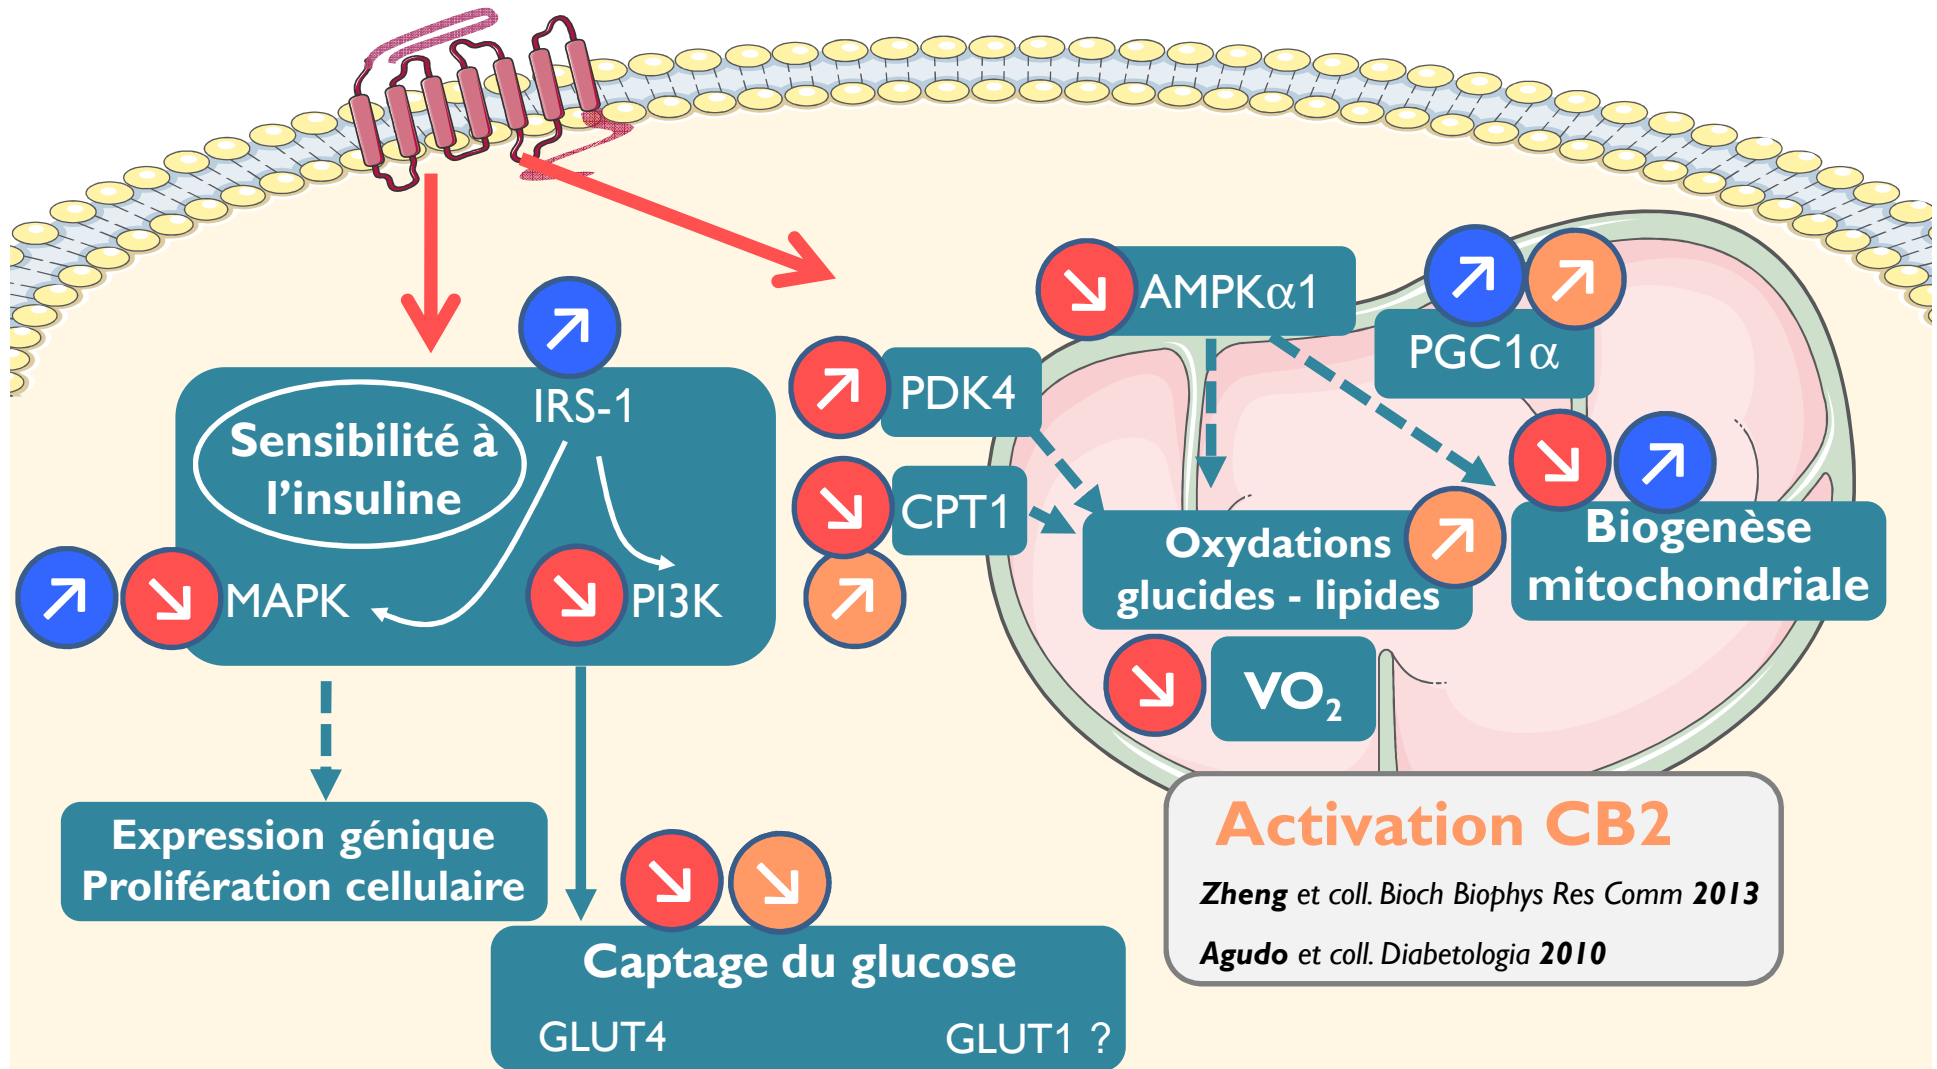 AMPKα1
PGC1α
PDK4
IRS-1
Sensibilité à
l'insuline
CPT1
Oxydations
glucides - lipides
Biogenèse
mitochondriale
MAPK
PI3K
VO₂
Expression génique
Prolifération cellulaire
Activation CB2
Zheng et coll. Bioch Biophys Res Comm 2013
Agudo et coll. Diabetologia 2010
Captage du glucose
GLUT4
GLUT1 ?